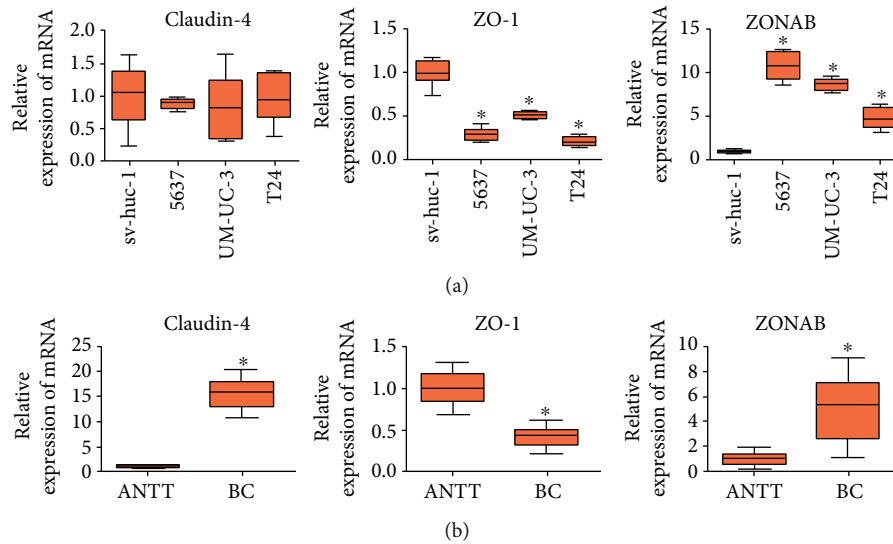 Claudin-4
Relative
expression of mRNA
2.0
1.5
1.0
0.5
0.0
sv-huc-1
5637
UM-UC-3
T24
ZO-1
Relative
expression of mRNA
1.5
1.0
0.5
0.0
*
*
*
sv-huc-1
5637
UM-UC-3
T24
ZONAB
Relative
expression of mRNA
15
10
5
0
*
*
*
sv-huc-1
5637
UM-UC-3
T24
(a)
Claudin-4
Relative
expression of mRNA
25
20
15
10
5
0
*
ANTT
BC
ZO-1
Relative
expression of mRNA
1.5
1.0
0.5
0.0
*
ANTT
BC
ZONAB
Relative
expression of mRNA
10
8
6
4
2
0
*
ANTT
BC
(b)